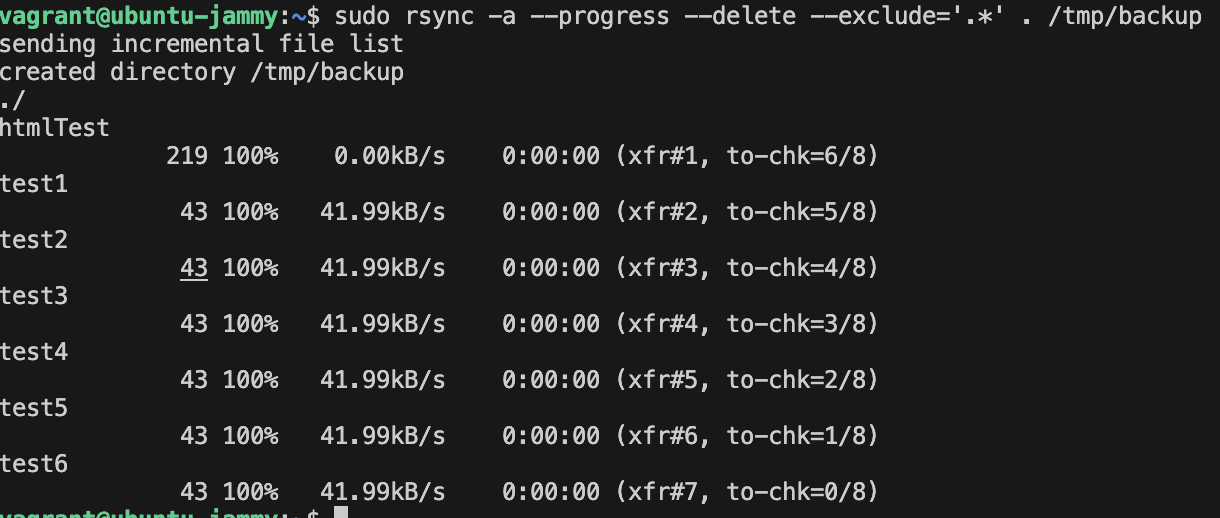 vagrant@ubuntu-jammy:~$ sudo rsync -a --progress --delete --exclude='.*' . /tmp/backup
sending incremental file list
created directory /tmp/backup
./
htmlTest
219 100% 0.00kB/s 0:00:00 (xfr#1, to-chk=6/8)
test1
43 100% 41.99kB/s 0:00:00 (xfr#2, to-chk=5/8)
test2
43 100% 41.99kB/s 0:00:00 (xfr#3, to-chk=4/8)
test3
43 100% 41.99kB/s 0:00:00 (xfr#4, to-chk=3/8)
test4
43 100% 41.99kB/s 0:00:00 (xfr#5, to-chk=2/8)
test5
43 100% 41.99kB/s 0:00:00 (xfr#6, to-chk=1/8)
test6
43 100% 41.99kB/s 0:00:00 (xfr#7, to-chk=0/8)
vagrant@ubuntu-jammy:~$